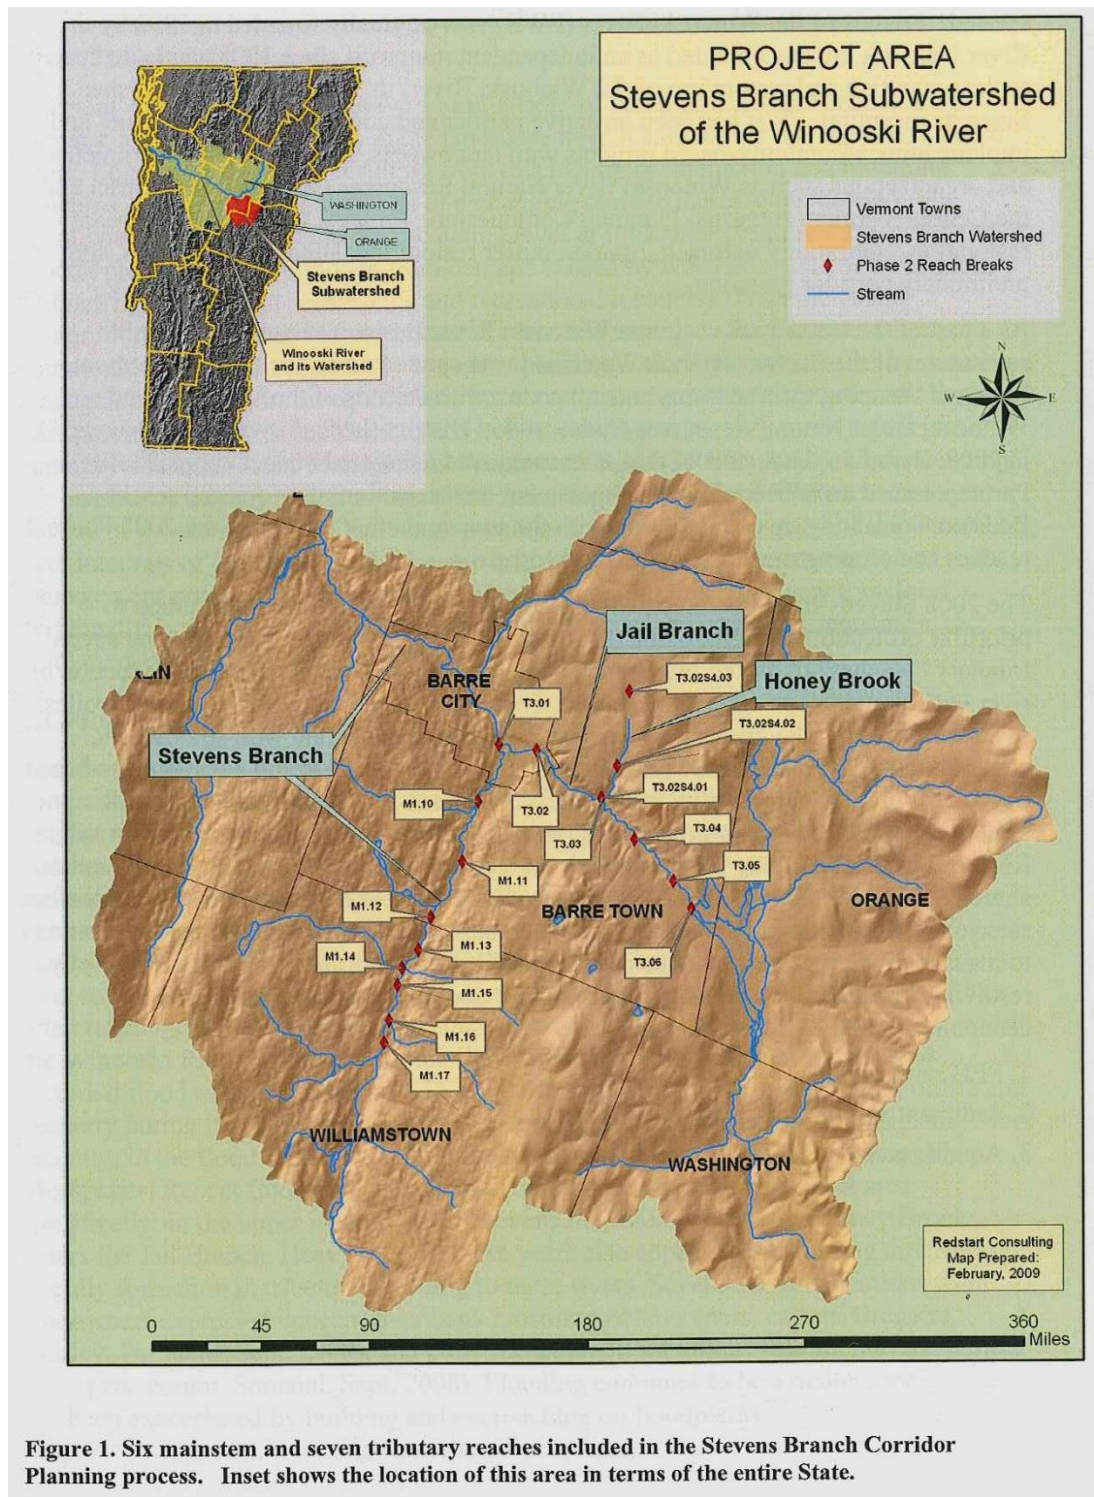 PROJECT AREA
Stevens Branch Subwatershed
of the Winooski River
WASHINGTON
ORANGE
Stevens Branch
Subwatershed
Winooski River
and Its Watershed
Vermont Towns
Stevens Branch Watershed
Phase 2 Reach Breaks
Stream
N
W
E
S
Jail Branch
Honey Brook
Stevens Branch
BARRE
CITY
T3.01
T3.02S4.03
T3.02S4.02
T3.02S4.01
M1.10
T3.02
T3.03
T3.04
T3.05
M1.11
M1.12
BARRE TOWN
ORANGE
M1.13
M1.14
T3.06
M1.15
M1.16
M1.17
WILLIAMSTOWN
WASHINGTON
Redstart Consulting
Map Prepared:
February, 2009
0 45 90 180 270 360
Miles
Figure 1. Six mainstem and seven tributary reaches included in the Stevens Branch Corridor
Planning process. Inset shows the location of this area in terms of the entire State.